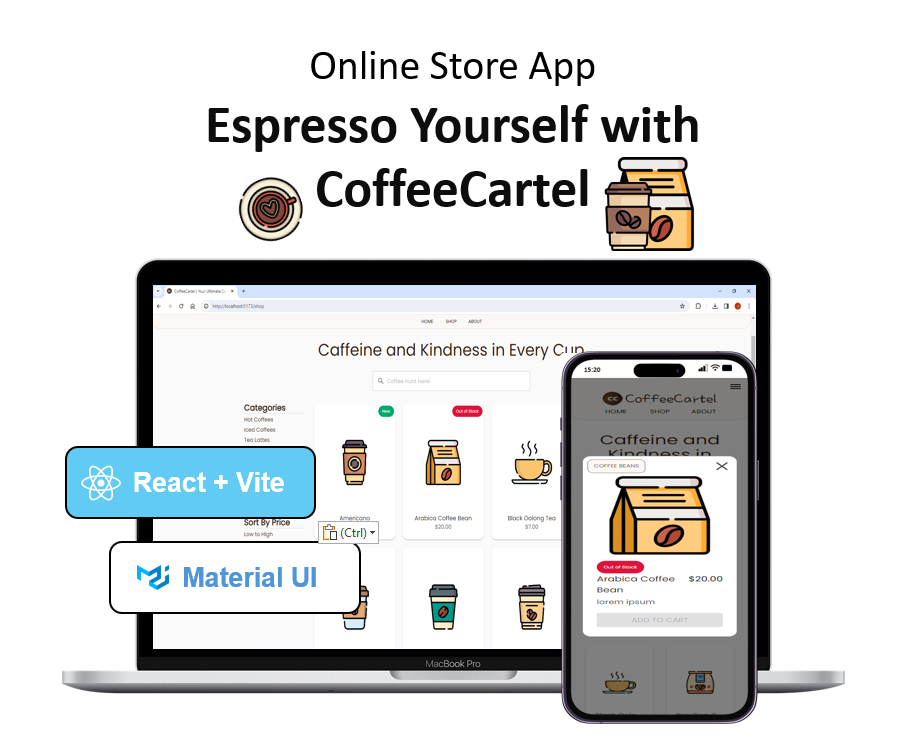 Online Store App
Espresso Yourself with
CoffeeCartel
CoffeeCartel | Your Ultimate C
http://localhost:5173/shop
HOME SHOP ABOUT
Caffeine and Kindness in Every Cup
Coffee hunt here!
Categories
Hot Coffees
Iced Coffees
Tea Lattes
New
Out of Stock
Americano
Arabica Coffee Bean
$20.00
Black Oolong Tea
$7.00
Sort By Price
Low to High
(Ctrl)
React + Vite
Material UI
MacBook Pro
15:20
CC CoffeeCartel
HOME SHOP ABOUT
Caffeine and
Kindness in
COFFEE BEANS
Out of Stock
Arabica Coffee $20.00
Bean
lorem ipsum
ADD TO CART